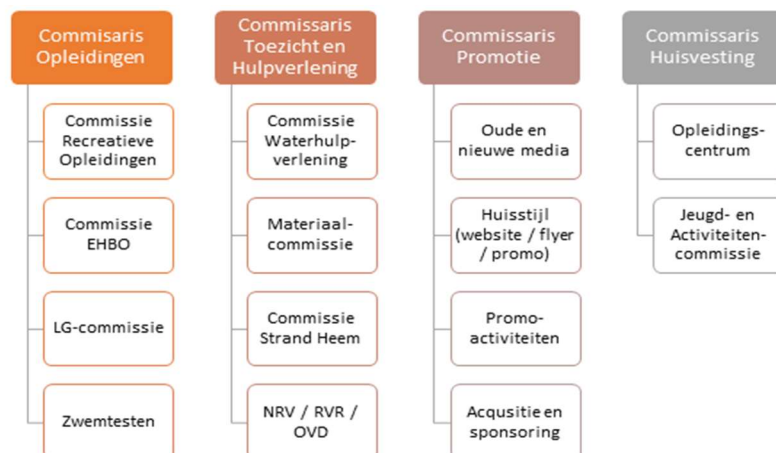 Commisaris
Opleidingen
Commissie
Recreatieve
Opleidingen
Commissie
EHBO
LG-commissie
Zwemtesten
Commissaris
Toezicht en
Hulpverlening
Commissie
Waterhulp-
verlening
Materiaal-
commissie
Commissie
Strand Heem
NRV / RVR /
OVD
Commissaris
Promotie
Oude en
nieuwe media
Huisstijl
(website / flyer
/ promo)
Promo-
activiteiten
Acqusitie en
sponsoring
Commissaris
Huisvesting
Opleidings-
centrum
Jeugd- en
Activiteiten-
commissie